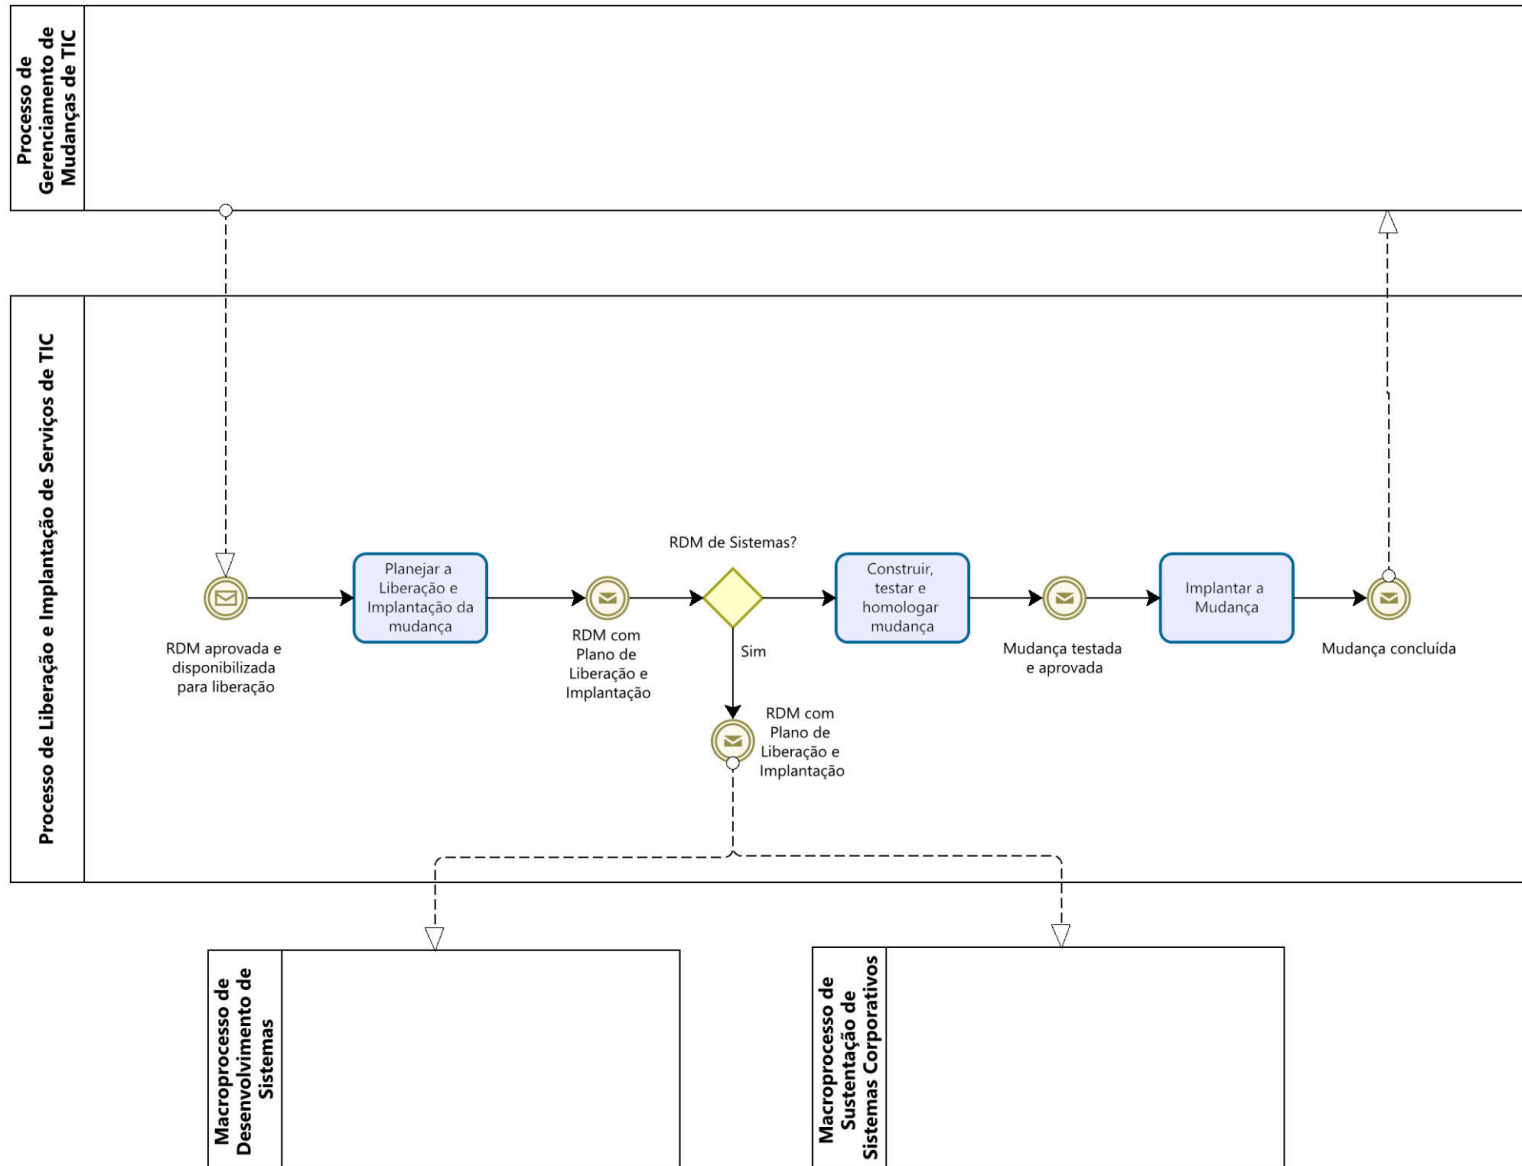 Processo de
Gerenciamento de
Mudanças de TIC
Processo de Liberação e Implantação de Serviços de TIC
RDM aprovada e
disponibilizada
para liberação
Planejar a
Liberação e
Implantação da
mudança
RDM com
Plano de
Liberação e
Implantação
RDM de Sistemas?
Sim
RDM com
Plano de
Liberação e
Implantação
Construir,
testar e
homologar
mudança
Mudança testada
e aprovada
Implantar a
Mudança
Mudança concluída
Macroprocesso de
Desenvolvimento de
Sistemas
Macroprocesso de
Sustentação de
Sistemas Corporativos